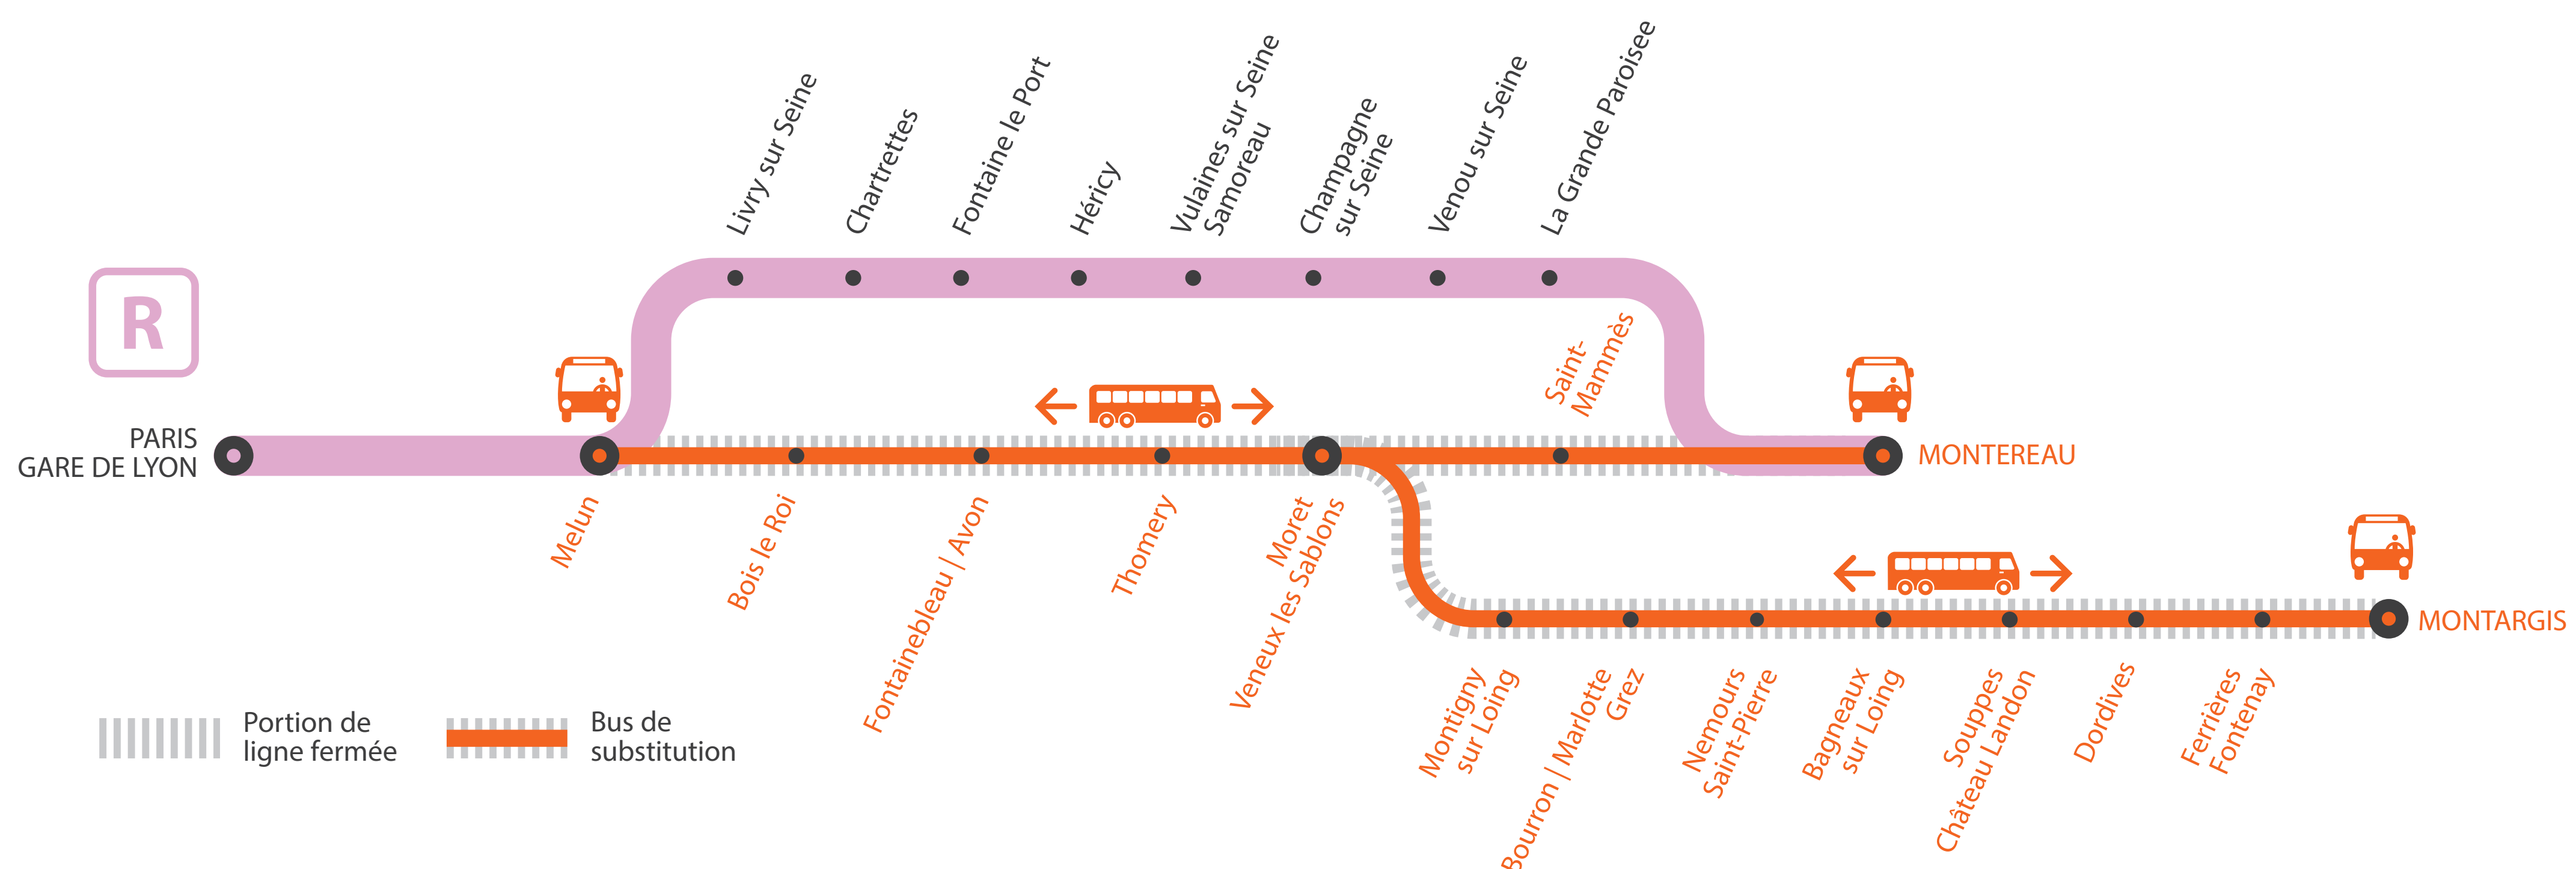 R
PARIS
GARE DE LYON
Livry sur Seine
Chartrettes
Fontaine le Port
Héricy
Vulaines sur Seine
Samoreau
Champagne
sur Seine
Venou sur Seine
La Grande Paroisee
Saint-
Mammès
MONTEREAU
Melun
Bois le Roi
Fontainebleau | Avon
Thomery
Moret
Veneux les Sablons
MONTARGIS
Montigny
sur Loing
Bourron | Marlotte
Grez
Nemours
Saint-Pierre
Bagneaux
sur Loing
Souppes
Château Landon
Dordives
Ferrières
Fontenay
Portion de
ligne fermée
Bus de
substitution